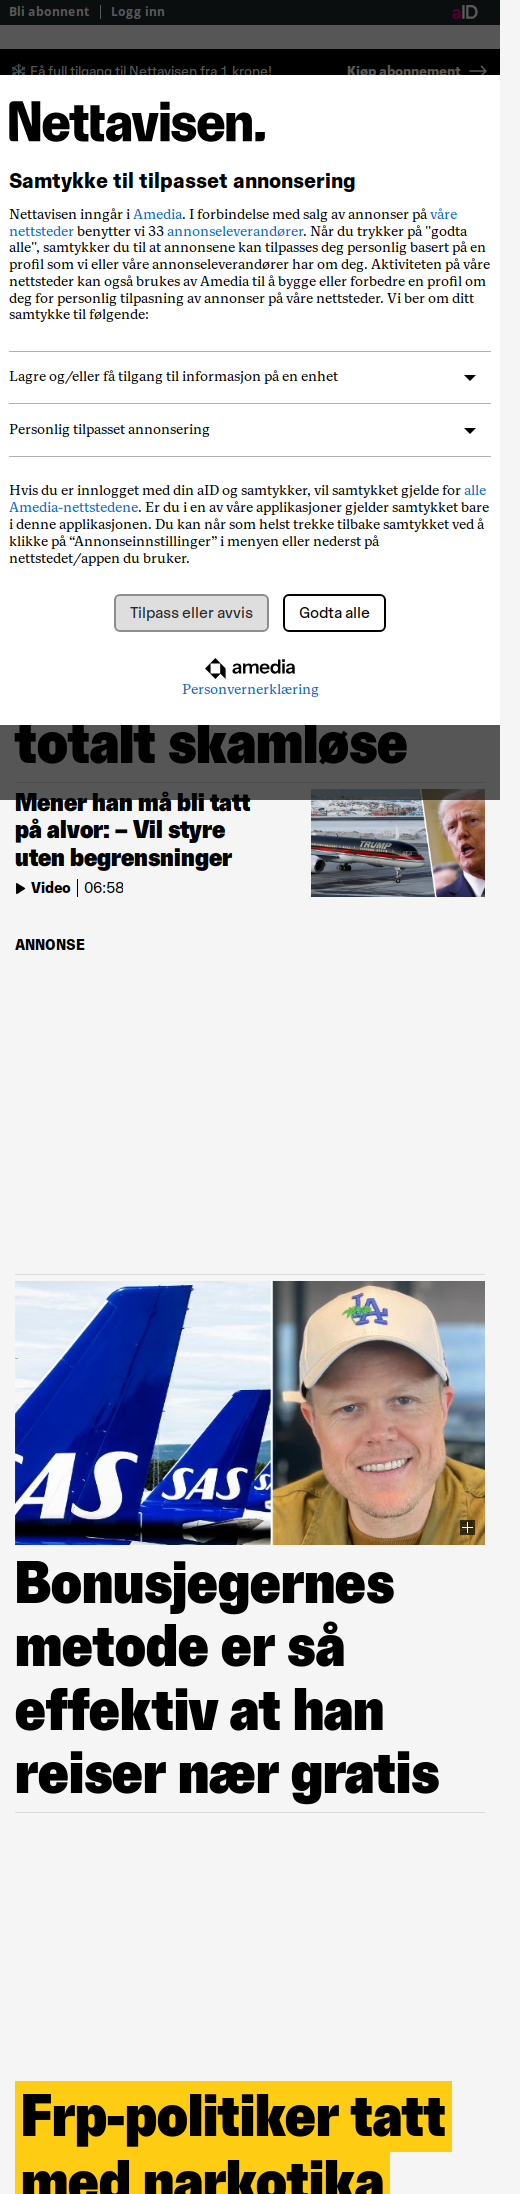 Bli abonnent | Logg inn
aID
Få full tilgang til Nettavisen fra 1 krone!
Kjøp abonnement →
Nettavisen.
Samtykke til tilpasset annonsering
Nettavisen inngår i Amedia. I forbindelse med salg av annonser på våre
nettsteder benytter vi 33 annonseleverandører. Når du trykker på "godta
alle", samtykker du til at annonsene kan tilpasses deg personlig basert på en
profil som vi eller våre annonseleverandører har om deg. Aktiviteten på våre
nettsteder kan også brukes av Amedia til å bygge eller forbedre en profil om
deg for personlig tilpasning av annonser på våre nettsteder. Vi ber om ditt
samtykke til følgende:
Lagre og/eller få tilgang til informasjon på en enhet
Personlig tilpasset annonsering
Hvis du er innlogget med din aID og samtykker, vil samtykket gjelde for alle
Amedia-nettstedene. Er du i en av våre applikasjoner gjelder samtykket bare
i denne applikasjonen. Du kan når som helst trekke tilbake samtykket ved å
klikke på “Annonseinnstillinger” i menyen eller nederst på
nettstedet/appen du bruker.
Tilpass eller avvis
Godta alle
amedia
Personvernerklæring
totalt skamløse
Mener han må bli tatt
på alvor: – Vil styre
uten begrensninger
Video | 06:58
TRUMP
ANNONSE
SAS
SAS
LA
Bonusjegernes
metode er så
effektiv at han
reiser nær gratis
Frp-politiker tatt
med narkotika